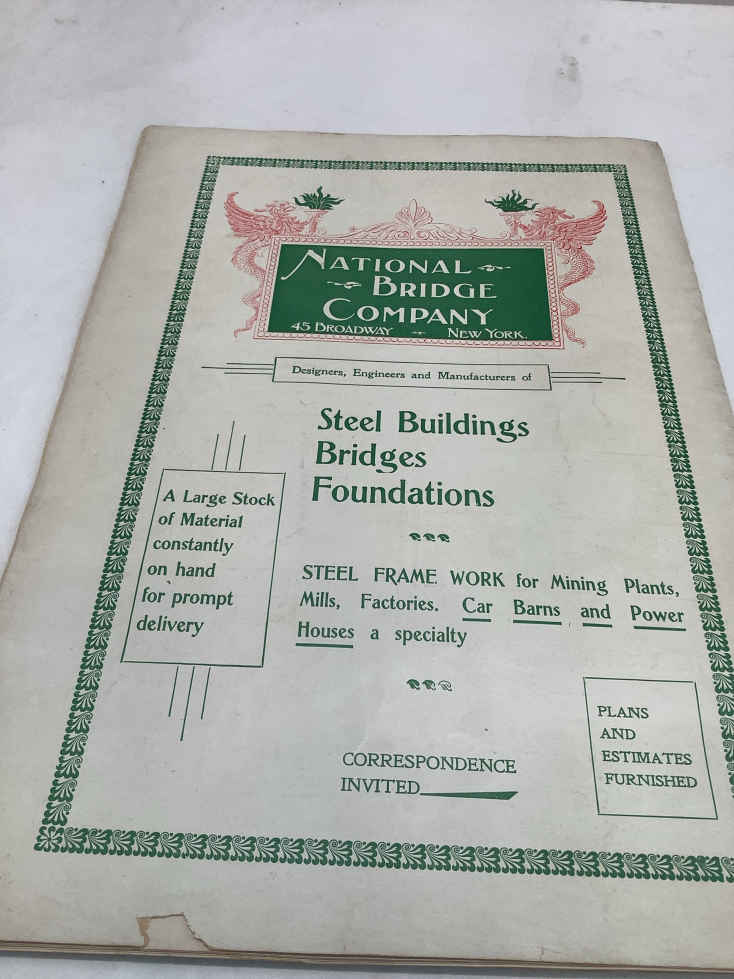 NATIONAL
BRIDGE
COMPANY
45 BROADWAY NEW YORK.
Designers, Engineers and Manufacturers of
Steel Buildings
Bridges
Foundations
A Large Stock
of Material
constantly
on hand
for prompt
delivery
STEEL FRAME WORK for Mining Plants,
Mills, Factories. Car Barns and Power
Houses a specialty
CORRESPONDENCE
INVITED
PLANS
AND
ESTIMATES
FURNISHED